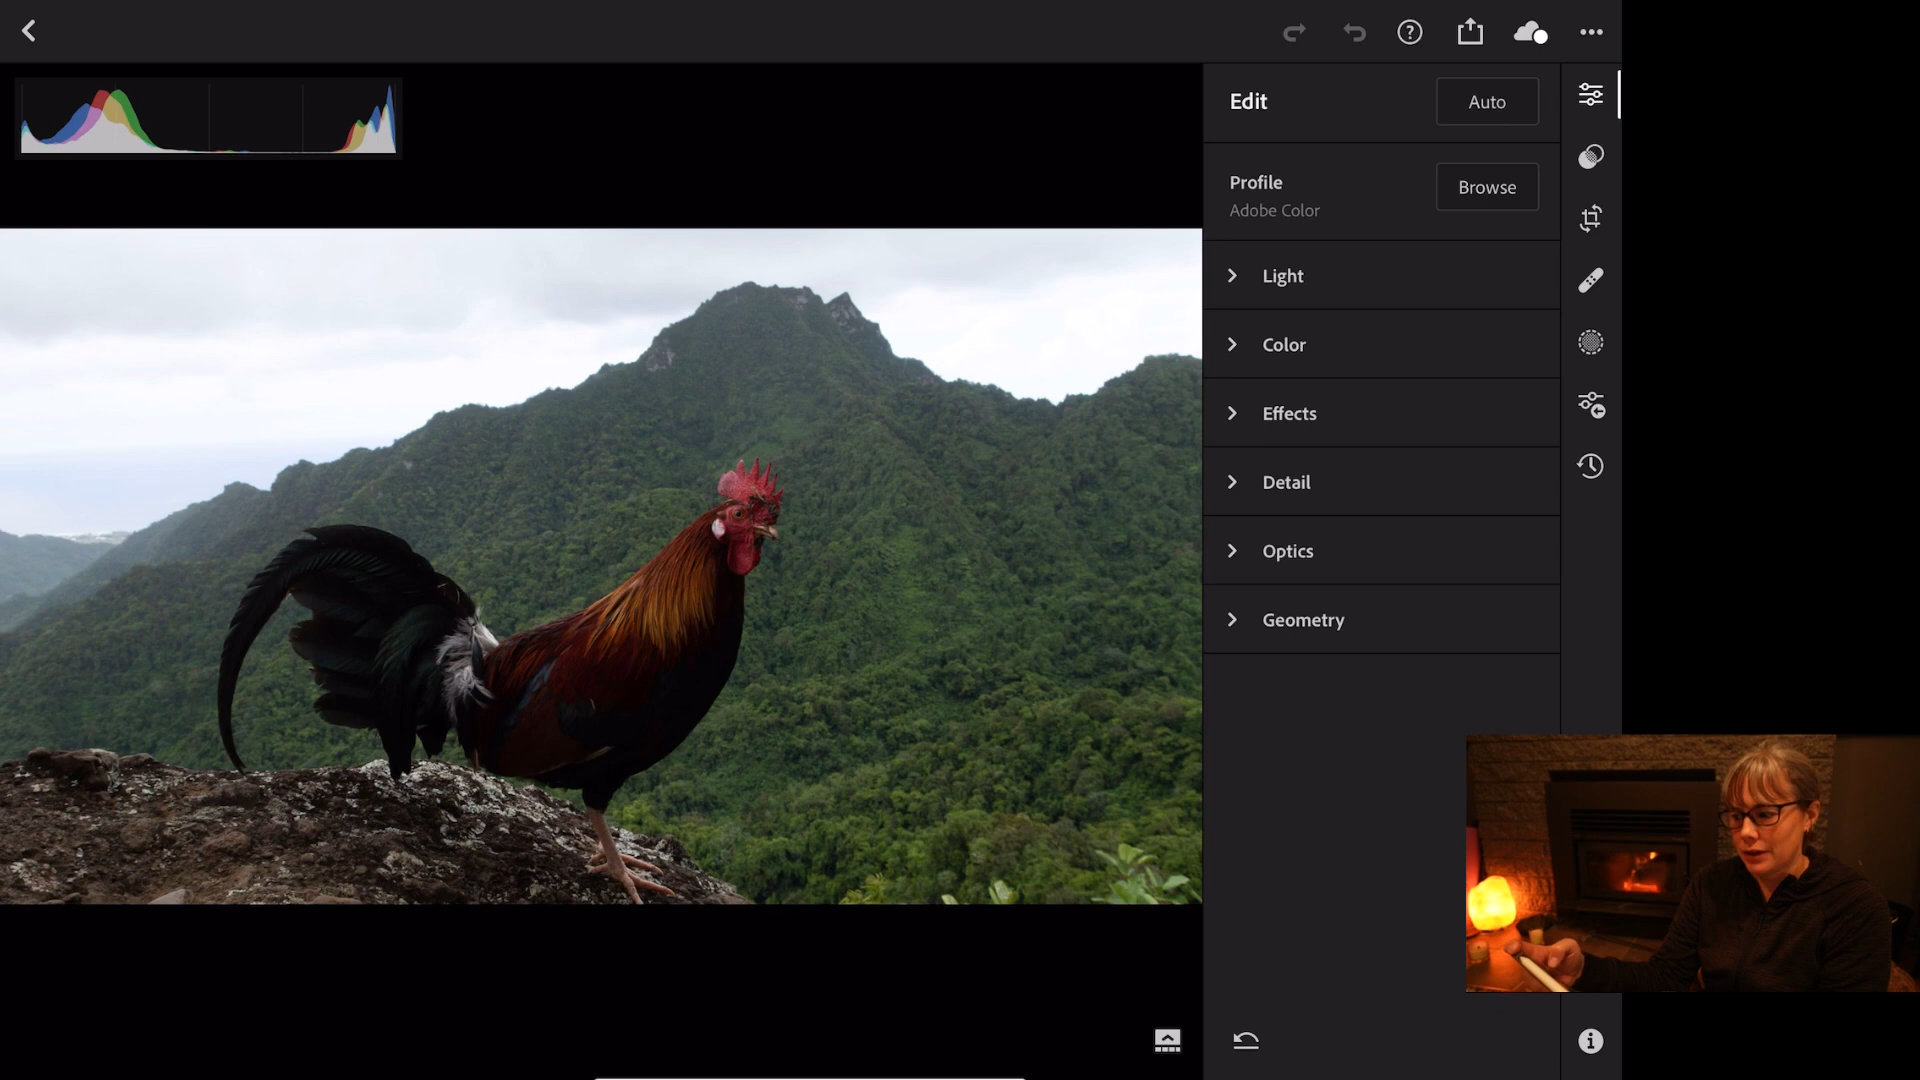 Edit
Auto
Profile
Browse
Adobe Color
Light
Color
Effects
Detail
Optics
Geometry